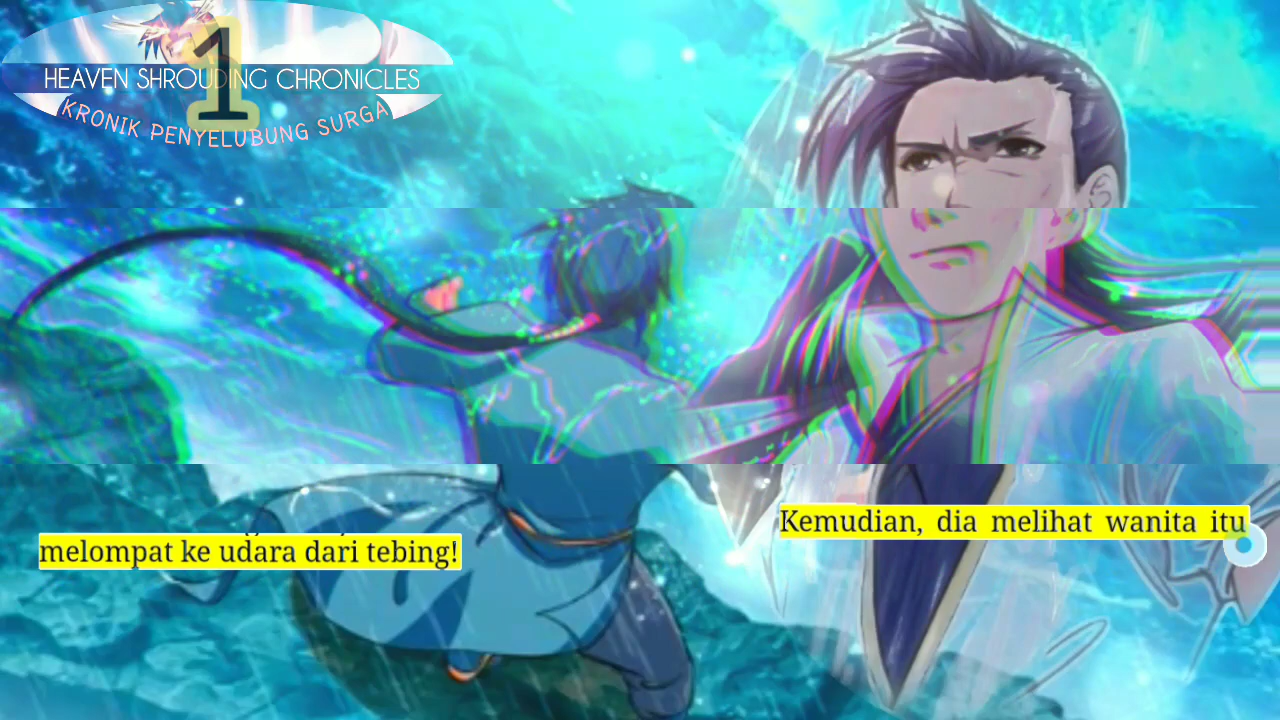 1
HEAVEN SHROUDING CHRONICLES
KRONIK PENYELUBUNG SURGA
Kemudian, dia melihat wanita itu
melompat ke udara dari tebing!